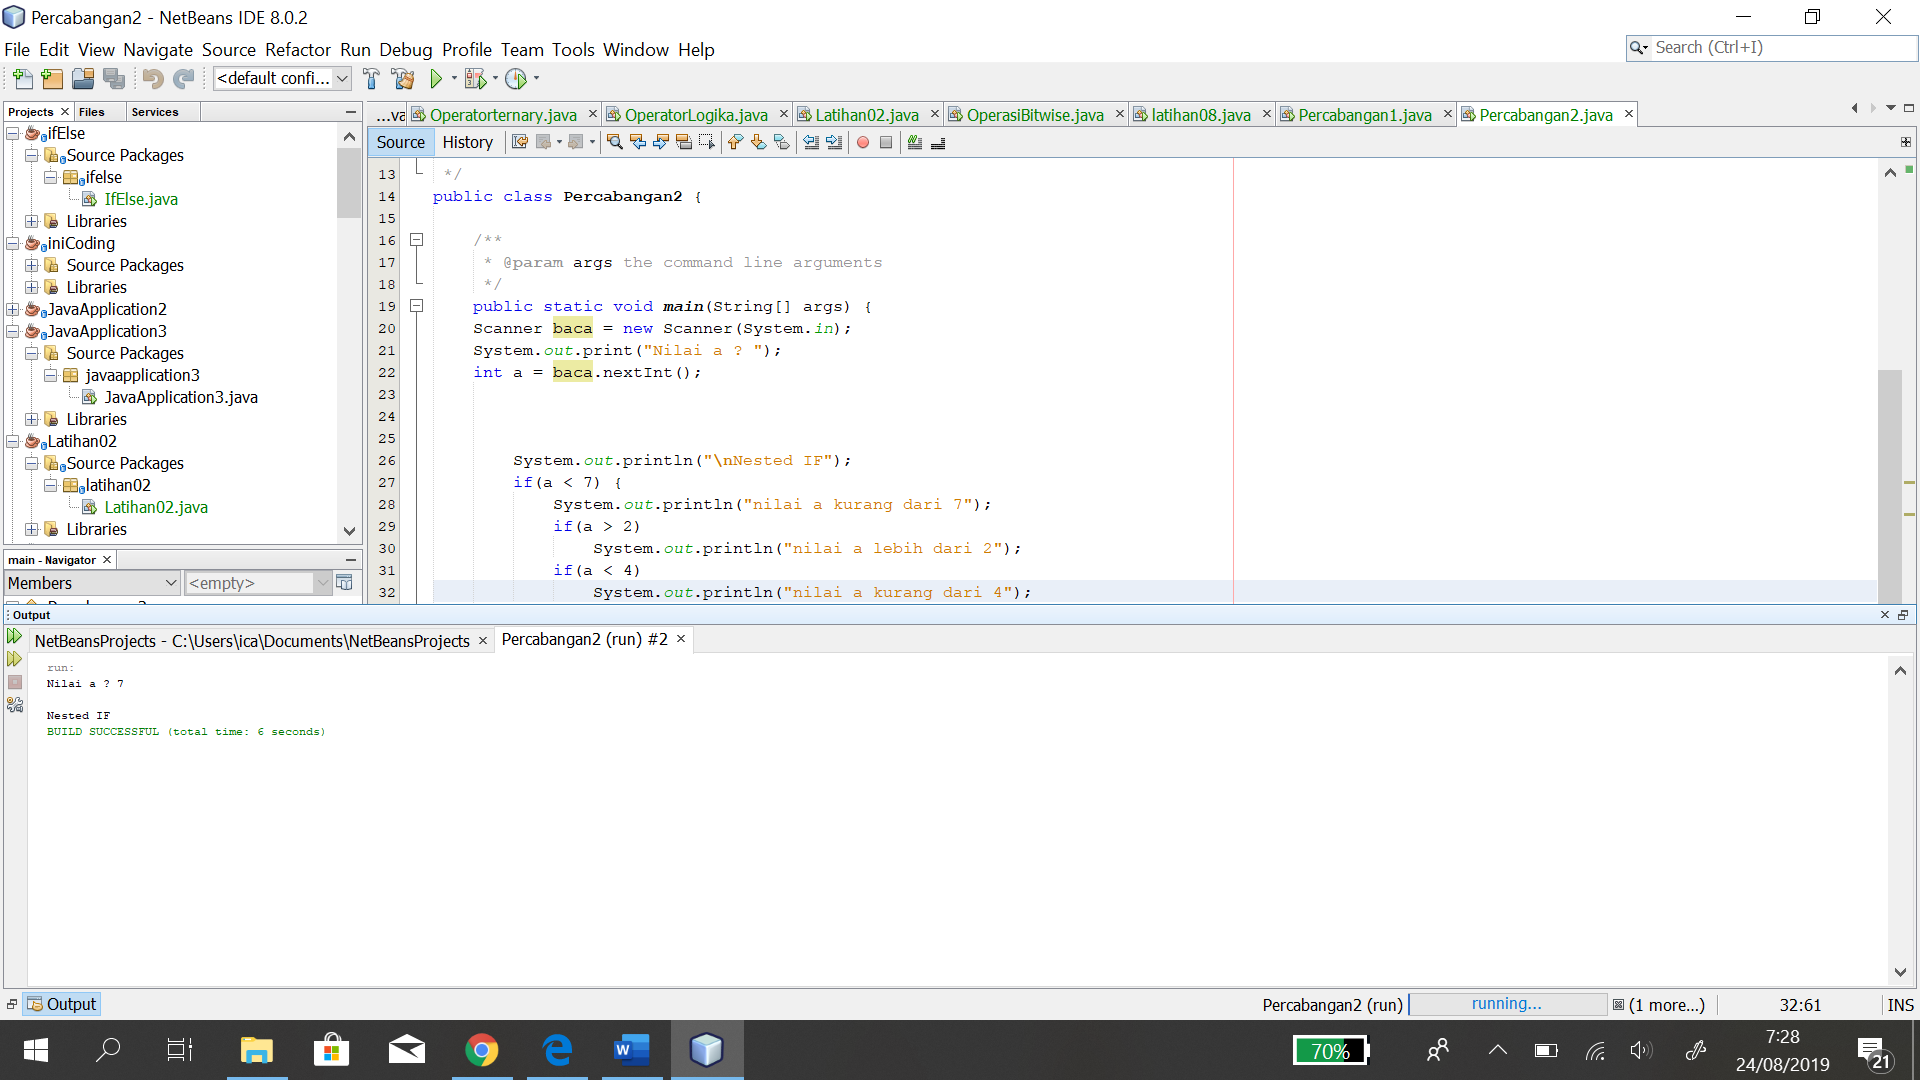 Percabangan2 - NetBeans IDE 8.0.2
File Edit View Navigate Source Refactor Run Debug Profile Team Tools Window Help
Search (Ctrl+I)
<default confi...
Projects Files Services
ifElse
Source Packages
ifelse
IfElse.java
Libraries
iniCoding
Source Packages
Libraries
JavaApplication2
JavaApplication3
Source Packages
javaapplication3
JavaApplication3.java
Libraries
Latihan02
Source Packages
latihan02
Latihan02.java
Libraries
main - Navigator
Members <empty>
...va Operatorternary.java OperatorLogika.java Latihan02.java OperasiBitwise.java latihan08.java Percabangan1.java Percabangan2.java
Source History
13 */
14 public class Percabangan2 {
15
16 /**
17 * @param args the command line arguments
18 */
19 public static void main(String[] args) {
20 Scanner baca = new Scanner(System.in);
21 System.out.print("Nilai a ? ");
22 int a = baca.nextInt();
23
24
25
26 System.out.println("\nNested IF");
27 if(a < 7) {
28 System.out.println("nilai a kurang dari 7");
29 if(a > 2)
30 System.out.println("nilai a lebih dari 2");
31 if(a < 4)
32 System.out.println("nilai a kurang dari 4");
Output
NetBeansProjects - C:\Users\ica\Documents\NetBeansProjects Percabangan2 (run) #2
run:
Nilai a ? 7
Nested IF
BUILD SUCCESSFUL (total time: 6 seconds)
Output
Percabangan2 (run) running... (1 more...) 32:61 INS
70%
7:28
24/08/2019
21